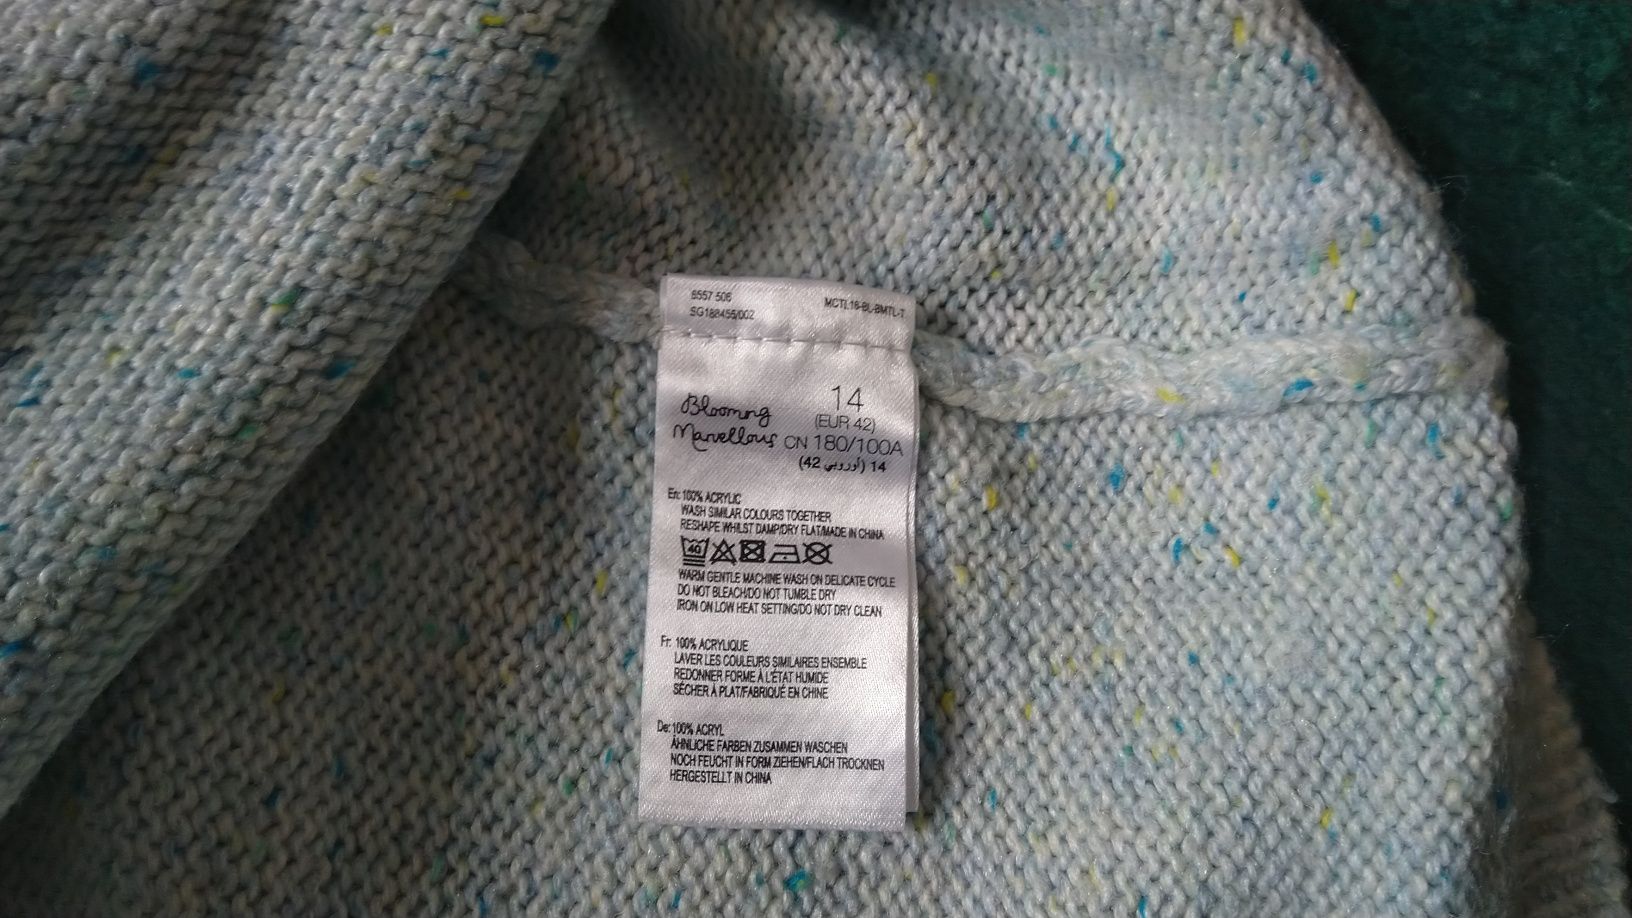 6557 506
SG188455/002
MCTL16-BL-BMTL-T
Blooming
Marvellous
14
(EUR 42)
CN 180/100A
14 (أوروبي 42)
En: 100% ACRYLIC
WASH SIMILAR COLOURS TOGETHER
RESHAPE WHILST DAMP/DRY FLAT/MADE IN CHINA
40
WARM GENTLE MACHINE WASH ON DELICATE CYCLE
DO NOT BLEACH/DO NOT TUMBLE DRY
IRON ON LOW HEAT SETTING/DO NOT DRY CLEAN
Fr: 100% ACRYLIQUE
LAVER LES COULEURS SIMILAIRES ENSEMBLE
REDONNER FORME À L'ÉTAT HUMIDE
SÉCHER À PLAT/FABRIQUÉ EN CHINE
De: 100% ACRYL
ÄHNLICHE FARBEN ZUSAMMEN WASCHEN
NOCH FEUCHT IN FORM ZIEHEN/FLACH TROCKNEN
HERGESTELLT IN CHINA